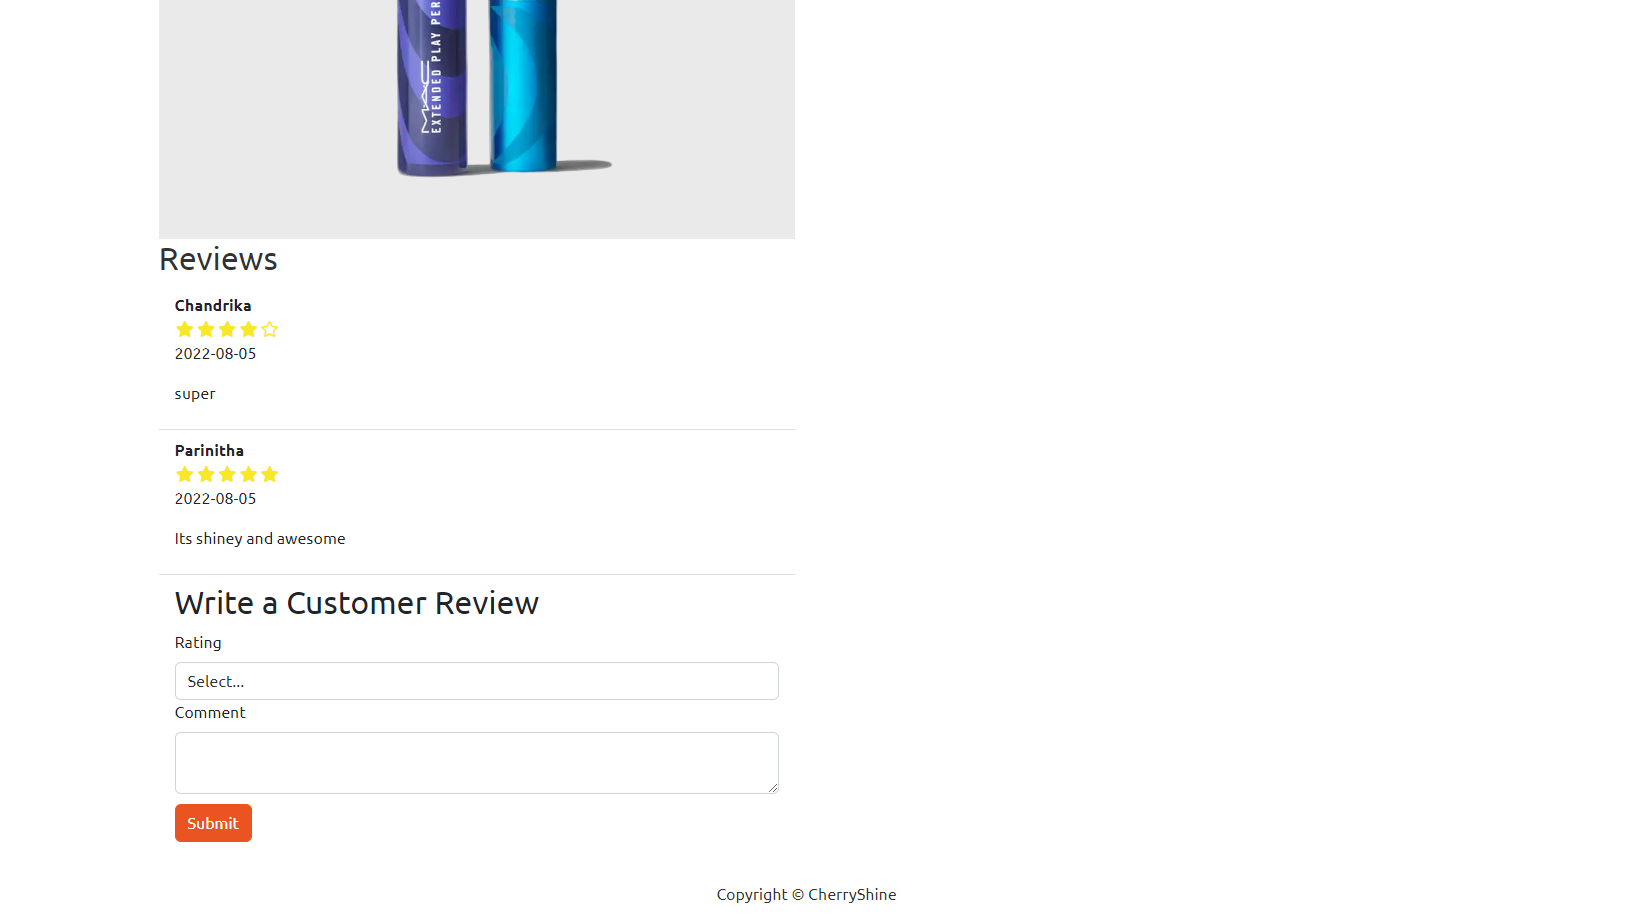 MAC
EXTENDED PLAY PER
Reviews
Chandrika
2022-08-05
super
Parinitha
2022-08-05
Its shiney and awesome
Write a Customer Review
Rating
Select...
Comment
Submit
Copyright © CherryShine